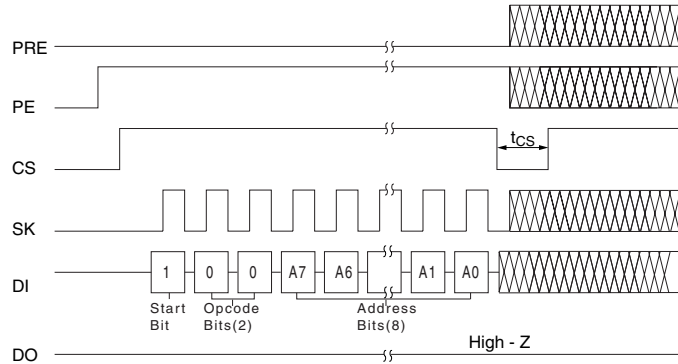 PRE
PE
CS
tCS
SK
DI
1 0 0 A7 A6 A1 A0
Start Bit
Opcode Bits(2)
Address Bits(8)
High - Z
DO